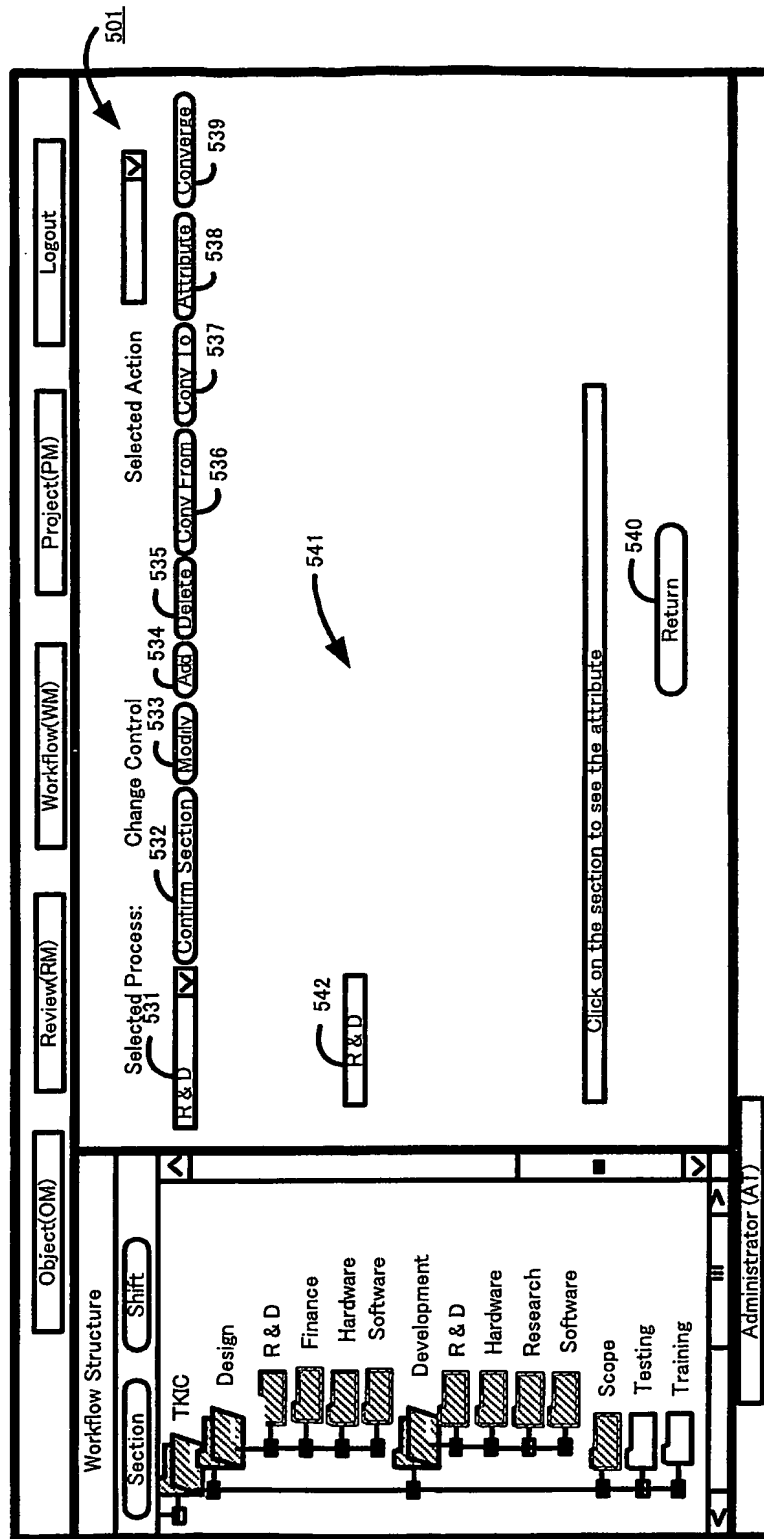 501
Object(OM) Review(RM) Workflow(WM) Project(PM) Logout
Workflow Structure
Section Shift
TKIC
Design
R & D
Finance
Hardware
Software
Development
R & D
Hardware
Research
Software
Scope
Testing
Training
Selected Process: Change Control Selected Action
531 532 533 534 535
R & D Confirm Section Modify Add Delete Conv From Conv To Attribute Converge
536 537 538 539
541
542
R & D
Click on the section to see the attribute
540
Return
Administrator (AT)